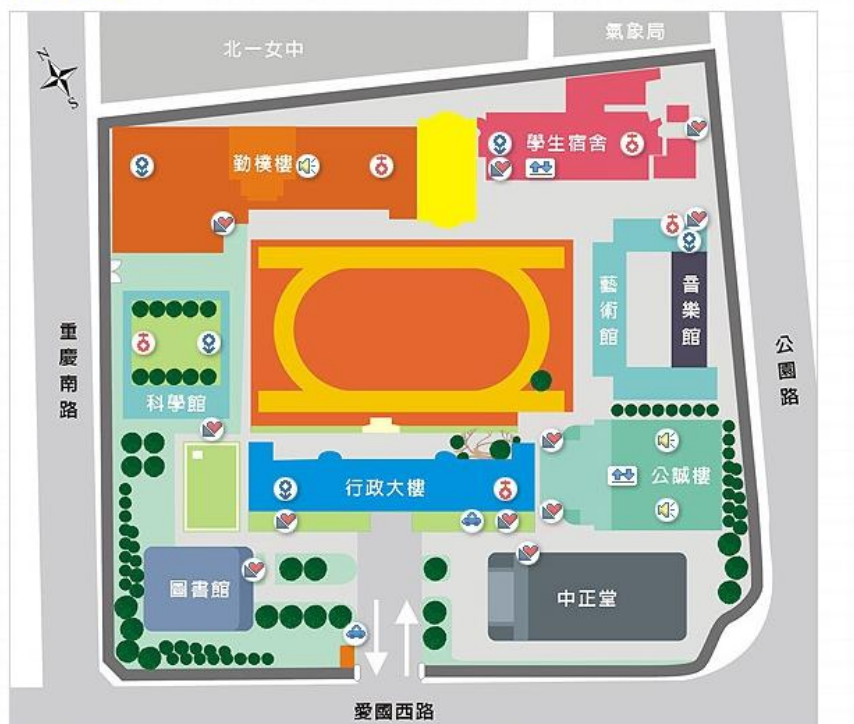 北一女中
氣象局
N
S
學生宿舍
勤樸樓
藝術館
音樂館
重慶南路
公園路
科學館
公誠樓
行政大樓
圖書館
中正堂
愛國西路